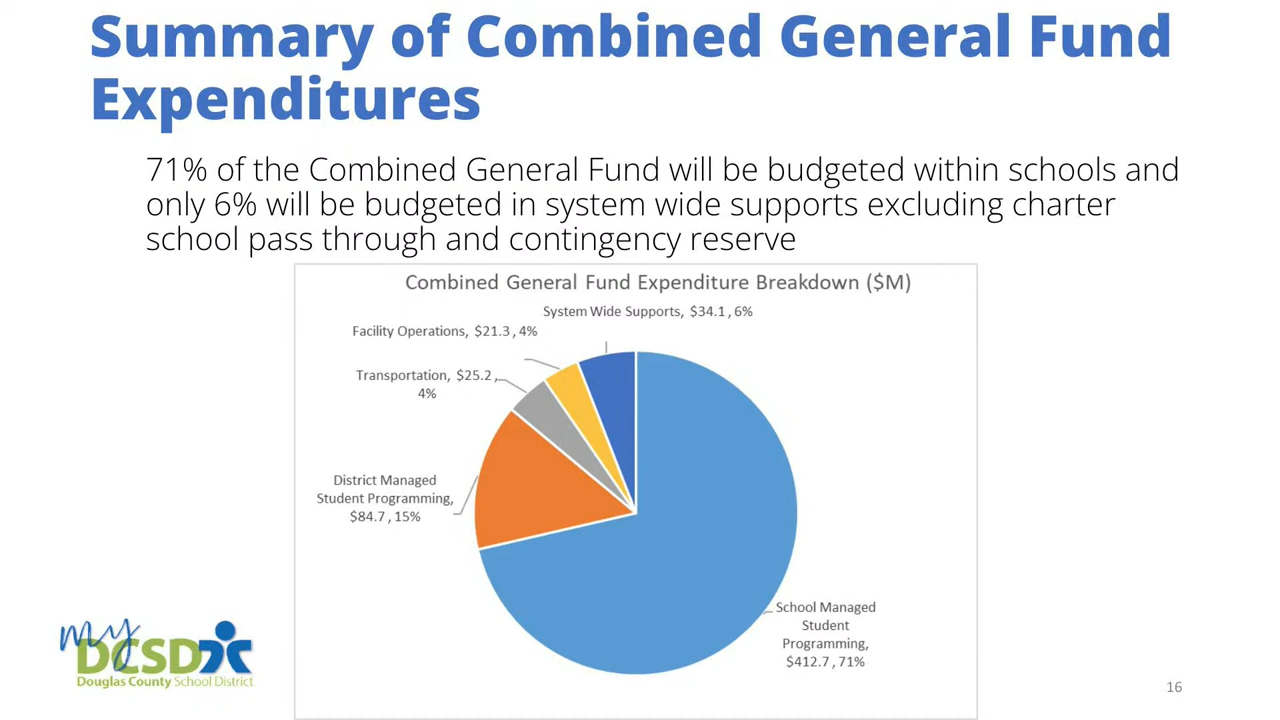 Summary of Combined General Fund
Expenditures
71% of the Combined General Fund will be budgeted within schools and
only 6% will be budgeted in system wide supports excluding charter
school pass through and contingency reserve
Combined General Fund Expenditure Breakdown ($M)
System Wide Supports, $34.1 , 6%
Facility Operations, $21.3 , 4%
Transportation, $25.2 ,
4%
District Managed
Student Programming,
$84.7 , 15%
School Managed
Student
Programming,
$412.7 , 71%
my
DCSD
Douglas County School District
16